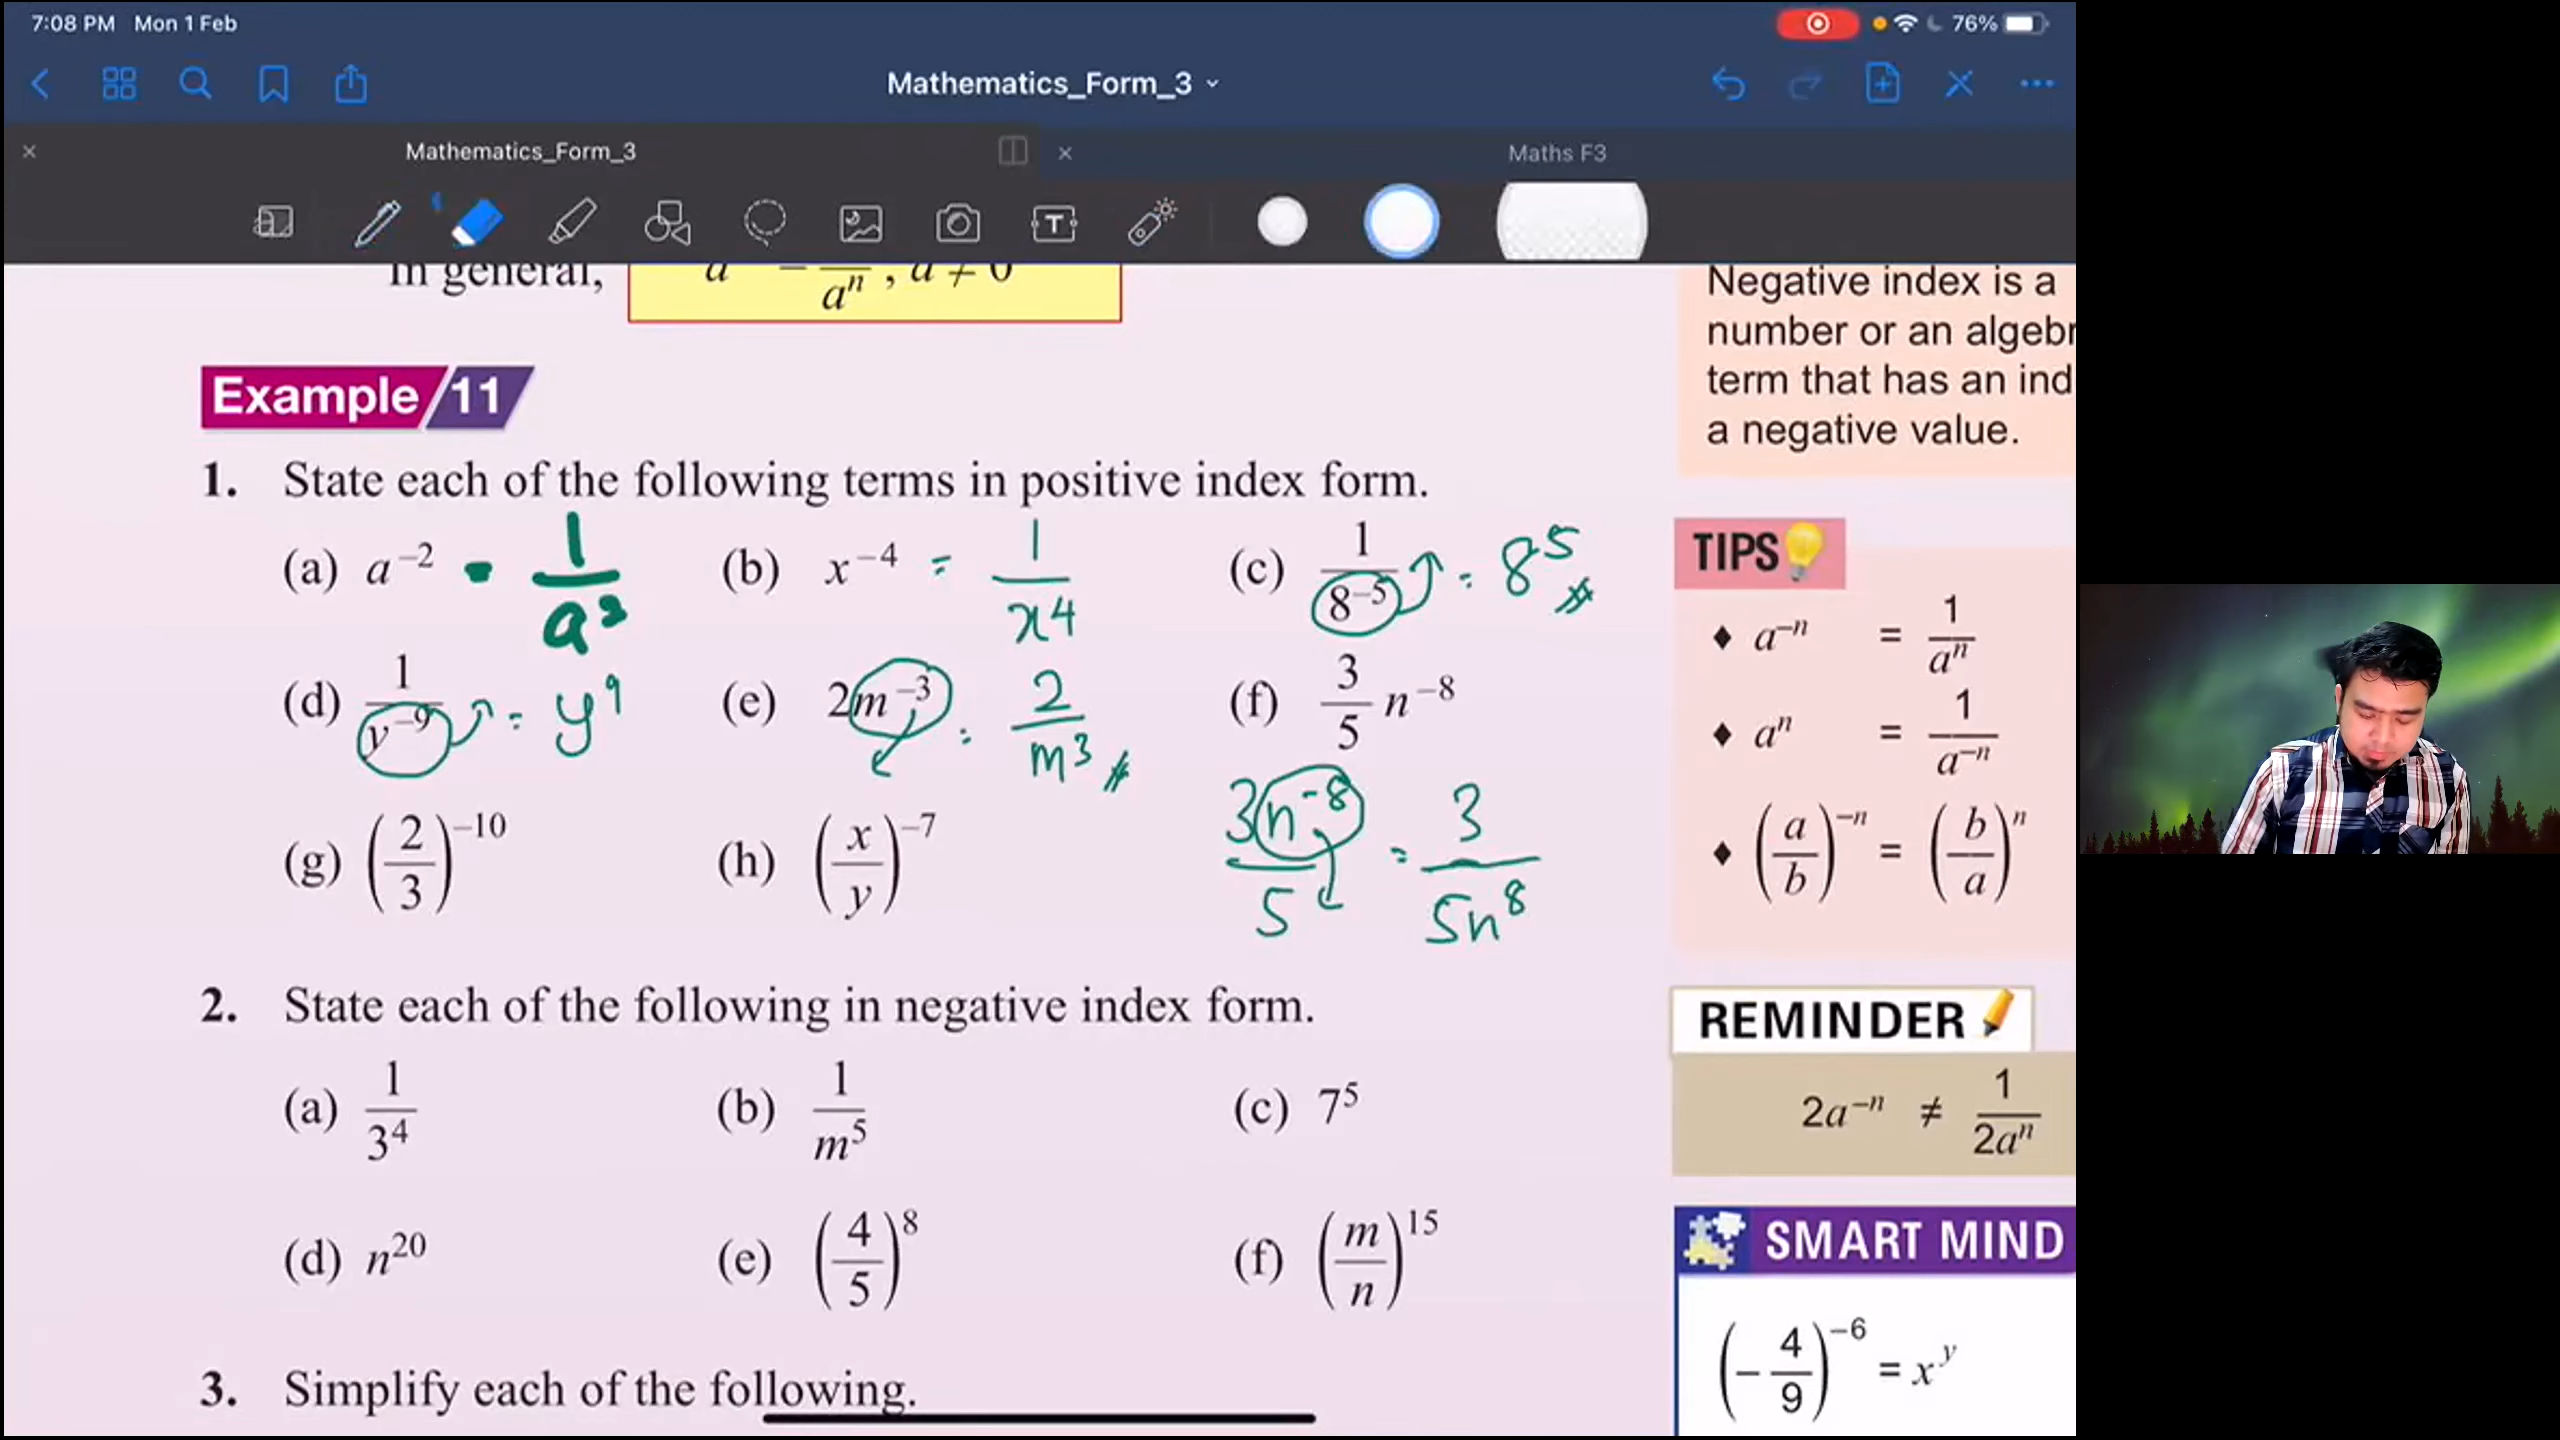 7:08 PM Mon 1 Feb
76%
Mathematics_Form_3
Mathematics_Form_3
Maths F3
In general, a − 1/aⁿ , a ≠ 0
Example 11
1. State each of the following terms in positive index form.
(a) a⁻² = 1/a² (b) x⁻⁴ = 1/x⁴ (c) 1/8⁻⁵ = 8⁵
(d) 1/y⁻⁹ = y⁹ (e) 2m⁻³ = 2/m³ (f) 3/5 n⁻⁸
3n⁻⁸/5 = 3/5n⁸
(g) (2/3)⁻¹⁰ (h) (x/y)⁻⁷
2. State each of the following in negative index form.
(a) 1/3⁴ (b) 1/m⁵ (c) 7⁵
(d) n²⁰ (e) (4/5)⁸ (f) (m/n)¹⁵
3. Simplify each of the following.
Negative index is a
number or an algebr
term that has an ind
a negative value.
TIPS
♦ a⁻ⁿ = 1/aⁿ
♦ aⁿ = 1/a⁻ⁿ
♦ (a/b)⁻ⁿ = (b/a)ⁿ
REMINDER
2a⁻ⁿ ≠ 1/2aⁿ
SMART MIND
(−4/9)⁻⁶ = xʸ